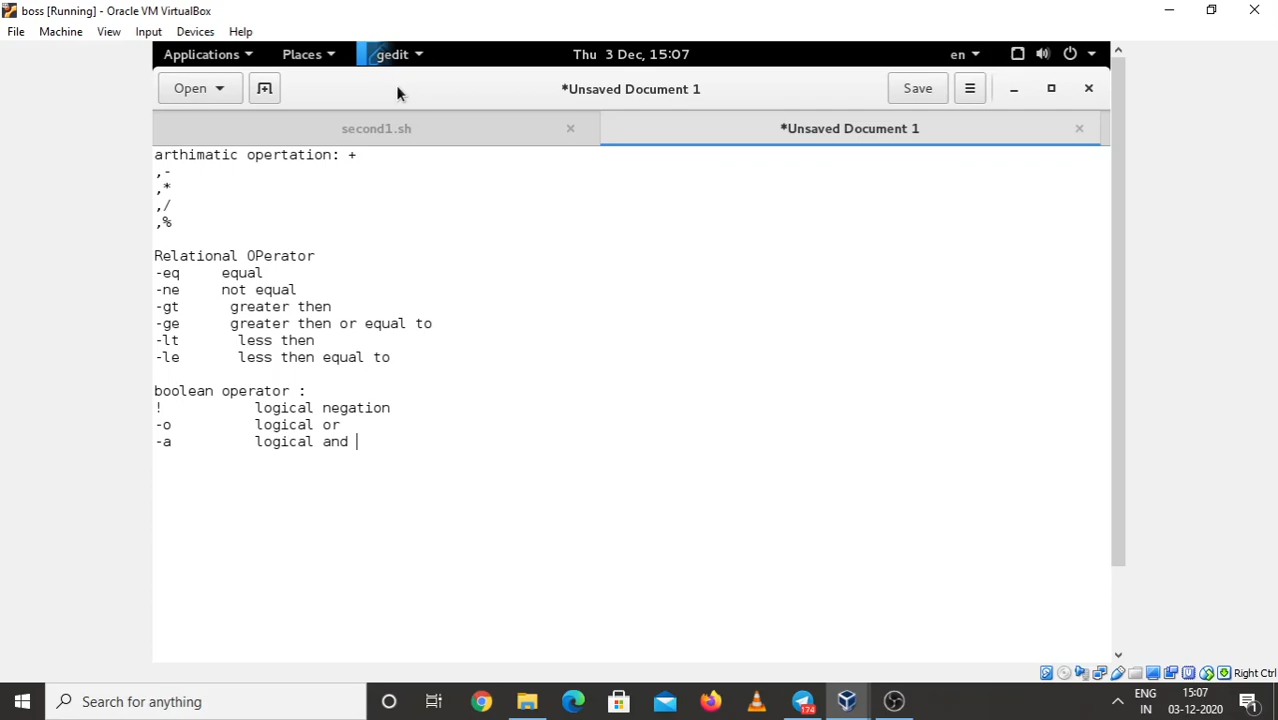 boss [Running] - Oracle VM VirtualBox
File Machine View Input Devices Help
Applications Places gedit Thu 3 Dec, 15:07 en
Open *Unsaved Document 1 Save
second1.sh *Unsaved Document 1
arthimatic opertation: +
,-
,*
,/
,%
Relational OPerator
-eq equal
-ne not equal
-gt greater then
-ge greater then or equal to
-lt less then
-le less then equal to
boolean operator :
! logical negation
-o logical or
-a logical and
Right Ctrl
Search for anything
174
ENG 15:07
IN 03-12-2020
1